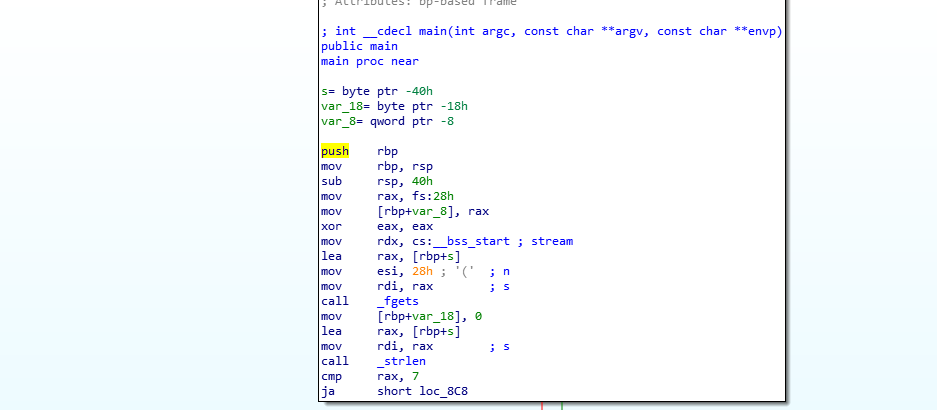 ; Attributes: bp-based frame
; int __cdecl main(int argc, const char **argv, const char **envp)
public main
main proc near
s= byte ptr -40h
var_18= byte ptr -18h
var_8= qword ptr -8
push    rbp
mov     rbp, rsp
sub     rsp, 40h
mov     rax, fs:28h
mov     [rbp+var_8], rax
xor     eax, eax
mov     rdx, cs:__bss_start ; stream
lea     rax, [rbp+s]
mov     esi, 28h ; '('  ; n
mov     rdi, rax        ; s
call    _fgets
mov     [rbp+var_18], 0
lea     rax, [rbp+s]
mov     rdi, rax        ; s
call    _strlen
cmp     rax, 7
ja      short loc_8C8